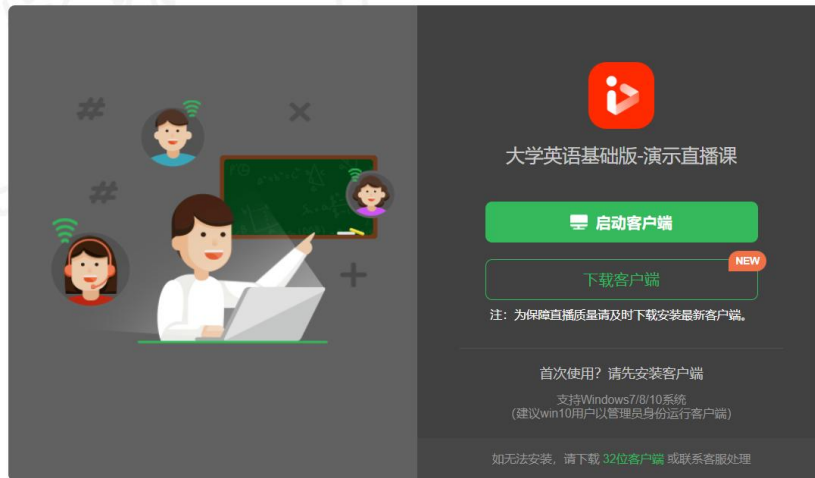 大学英语基础版-演示直播课
启动客户端
NEW
下载客户端
注：为保障直播质量请及时下载安装最新客户端。
首次使用？请先安装客户端
支持Windows7/8/10系统
(建议win10用户以管理员身份运行客户端)
如无法安装，请下载 32位客户端 或联系客服处理